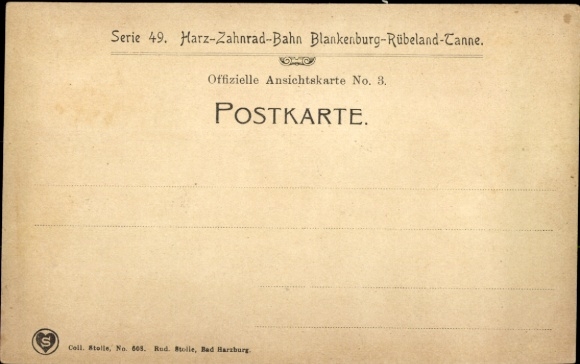 Serie 49. Harz-Zahnrad-Bahn Blankenburg-Rübeland-Tanne.
Offizielle Ansichtskarte No. 3.
POSTKARTE.
S
Coll. Stolle, No. 668. Rud. Stolle, Bad Harzburg.